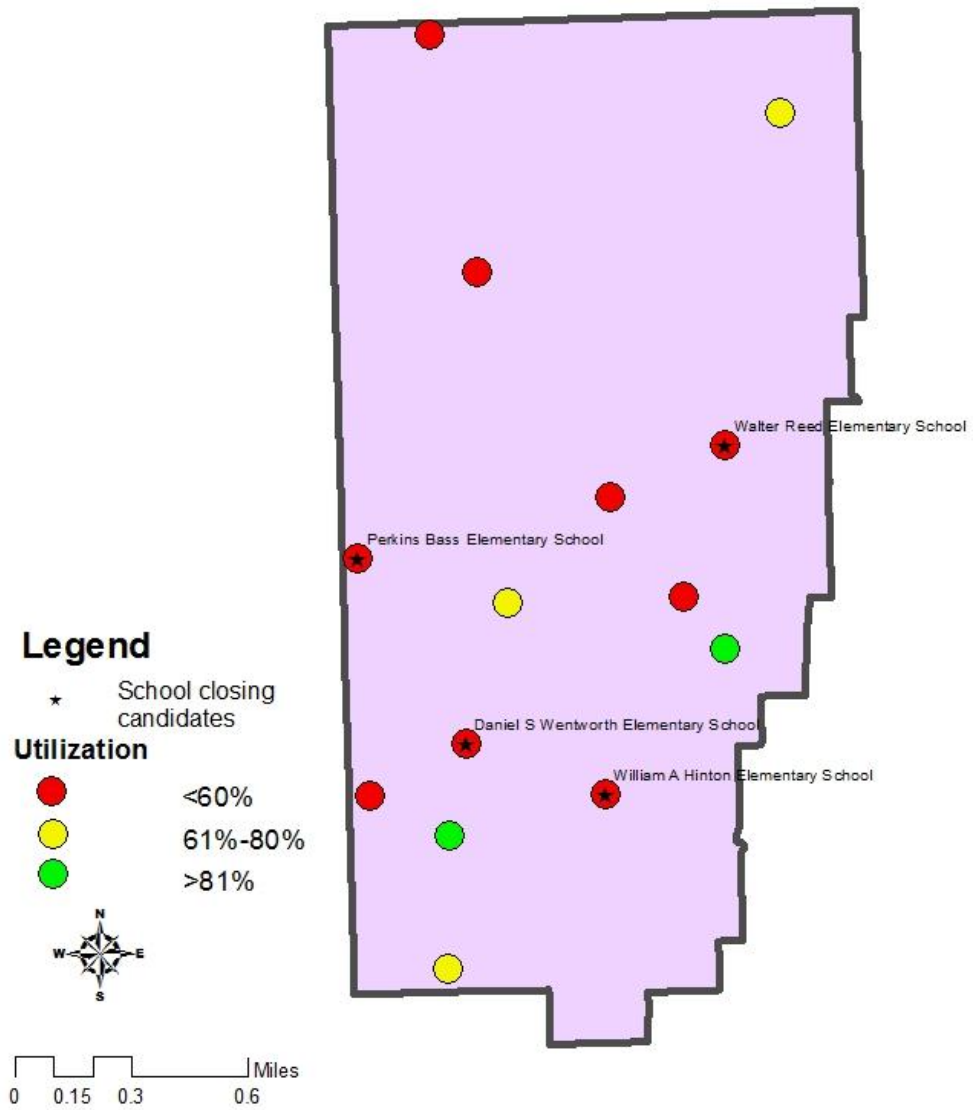 Walter Reed Elementary School
Perkins Bass Elementary School
Legend
School closing
candidates
Daniel S Wentworth Elementary School
Utilization
William A Hinton Elementary School
<60%
61%-80%
>81%
N
W E
S
Miles
0 0.15 0.3 0.6